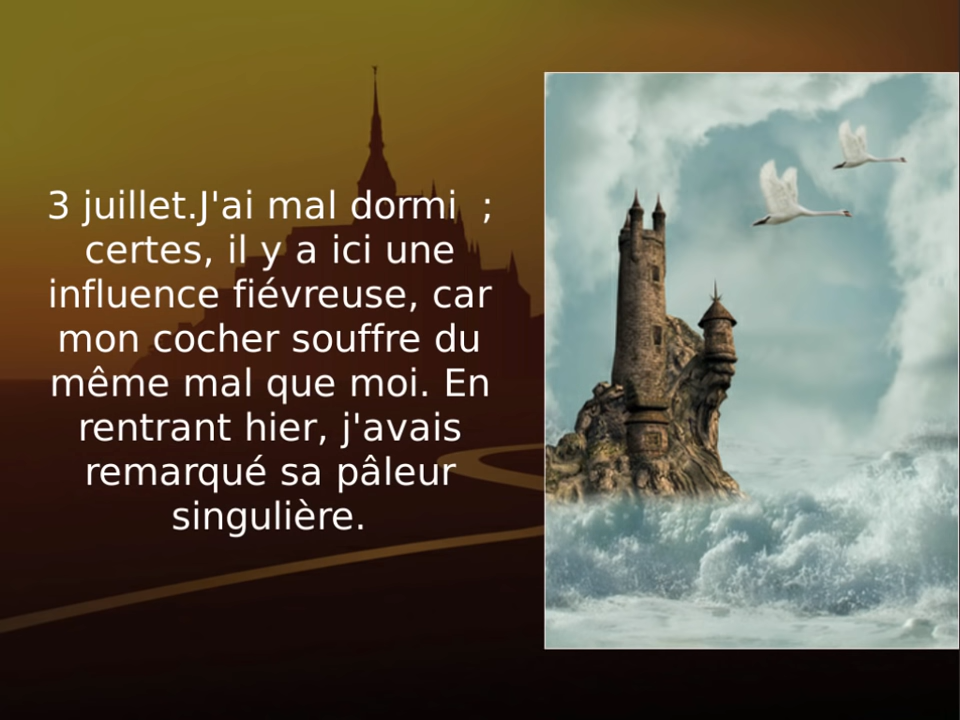 3 juillet.J'ai mal dormi  ;
certes, il y a ici une
influence fiévreuse, car
mon cocher souffre du
même mal que moi. En
rentrant hier, j'avais
remarqué sa pâleur
singulière.